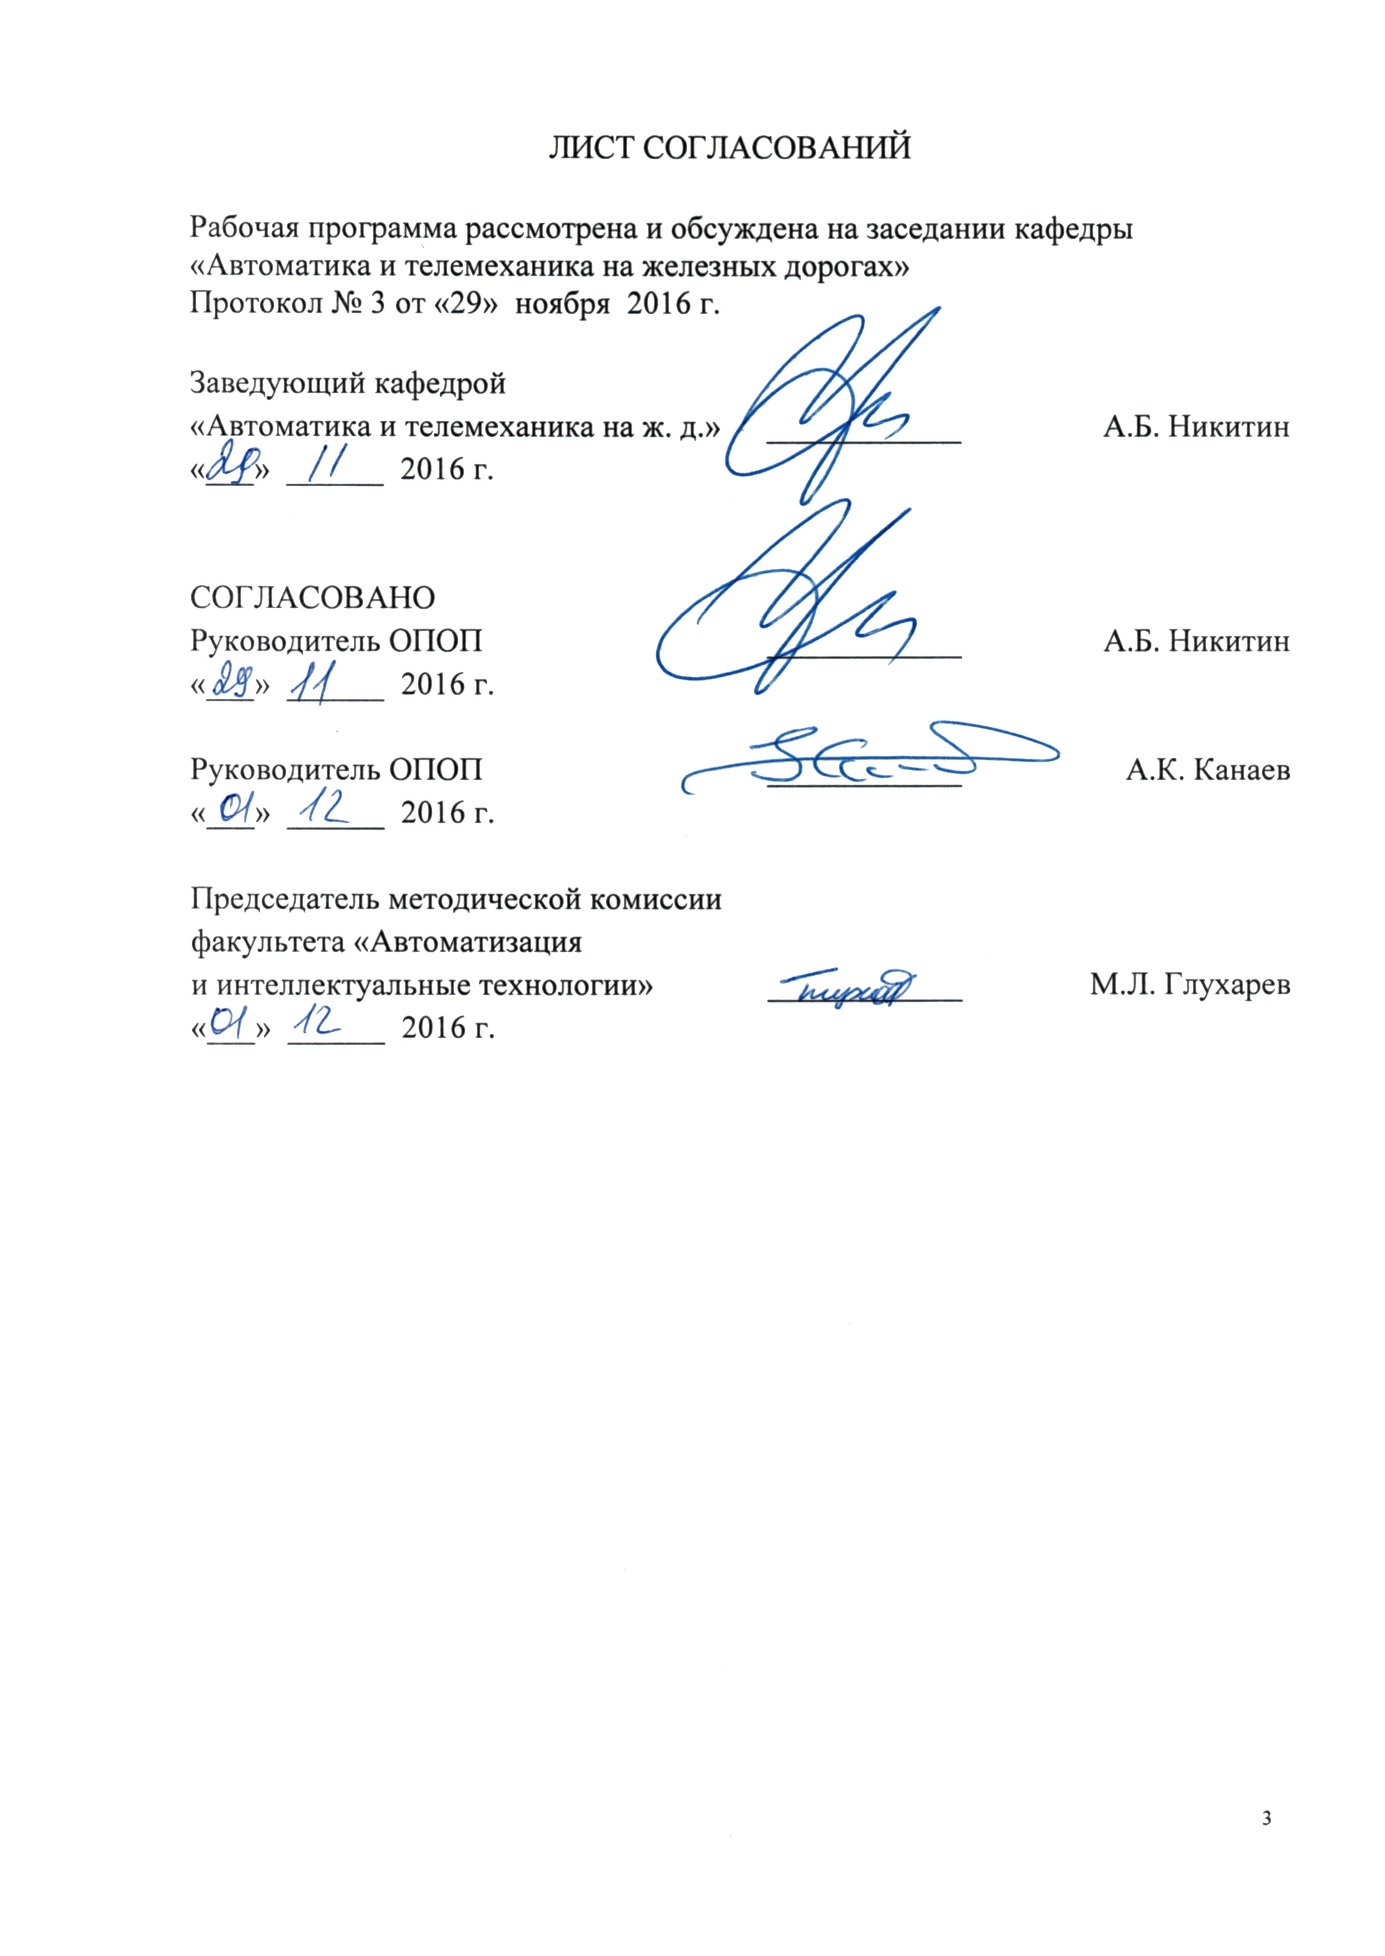 ЛИСТ СОГЛАСОВАНИЙ
Рабочая программа рассмотрена и обсуждена на заседании кафедры
«Автоматика и телемеханика на железных дорогах»
Протокол № 3 от «29» ноября 2016 г.
Заведующий кафедрой
«Автоматика и телемеханика на ж. д.» А.Б. Никитин
«29» 11 2016 г.
СОГЛАСОВАНО
Руководитель ОПОП А.Б. Никитин
«29» 11 2016 г.
Руководитель ОПОП А.К. Канаев
«01» 12 2016 г.
Председатель методической комиссии
факультета «Автоматизация
и интеллектуальные технологии» М.Л. Глухарев
«01» 12 2016 г.
3